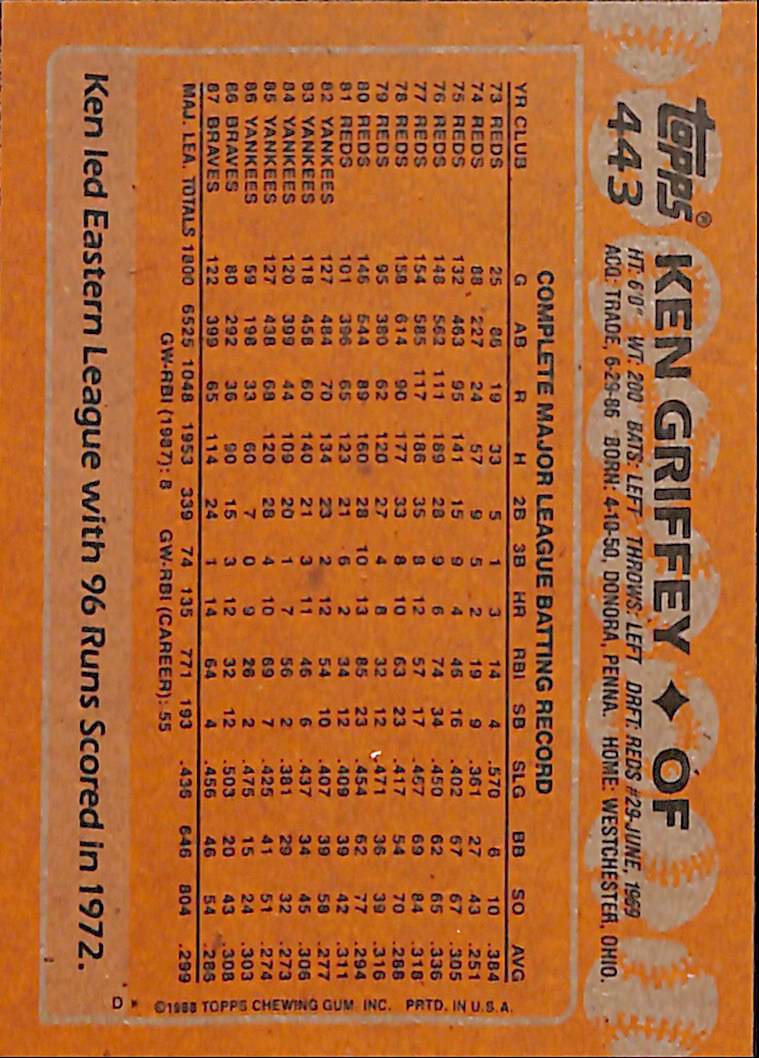 topps® KEN GRIFFEY ✦ OF
443 HT: 6'0" WT: 200 BATS: LEFT THROWS: LEFT DRFT: REDS #29-JUNE, 1969
ACQ: TRADE, 6-29-86 BORN: 4-10-50, DONORA, PENNA. HOME: WESTCHESTER, OHIO.
COMPLETE MAJOR LEAGUE BATTING RECORD
YR CLUB G AB R H 2B 3B HR RBI SB SLG BB SO AVG
73 REDS 25 86 19 33 5 1 3 14 4 .570 6 10 .384
74 REDS 88 227 24 57 9 5 2 19 9 .361 27 43 .251
75 REDS 132 463 95 141 15 9 4 46 16 .402 67 67 .305
76 REDS 148 562 111 189 28 9 6 74 34 .450 62 65 .336
77 REDS 154 585 117 186 35 8 12 57 17 .457 69 84 .318
78 REDS 158 614 90 177 33 8 10 63 23 .417 54 70 .288
79 REDS 95 380 62 120 27 4 8 32 12 .471 36 39 .316
80 REDS 146 544 89 160 28 10 13 85 23 .454 62 77 .294
81 REDS 101 396 65 123 21 6 2 34 12 .409 39 42 .311
82 YANKEES 127 484 70 134 23 2 12 54 10 .407 39 58 .277
83 YANKEES 118 458 60 140 21 3 11 46 6 .437 34 45 .306
84 YANKEES 120 399 44 109 20 1 7 56 2 .381 29 32 .273
85 YANKEES 127 438 68 120 28 4 10 69 7 .425 41 51 .274
86 YANKEES 59 198 33 60 7 0 9 26 2 .475 15 24 .303
86 BRAVES 80 292 36 90 15 3 12 32 12 .503 20 43 .308
87 BRAVES 122 399 65 114 24 1 14 64 4 .456 46 54 .286
MAJ. LEA. TOTALS 1800 6525 1048 1953 339 74 135 771 193 .436 646 804 .299
GW-RBI (1987): 8 GW-RBI (CAREER): 55
Ken led Eastern League with 96 Runs Scored in 1972.
D* ©1988 TOPPS CHEWING GUM. INC. PRTD. IN U.S.A.